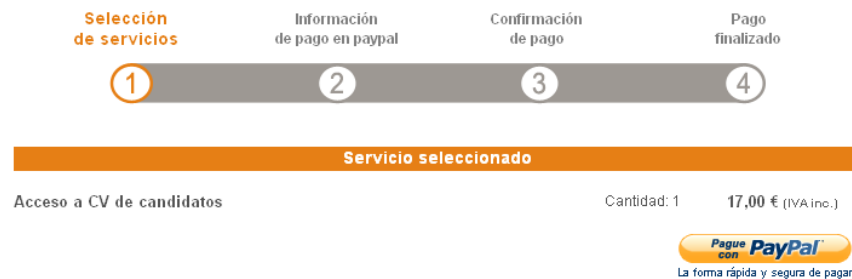 Selección
de servicios
Información
de pago en paypal
Confirmación
de pago
Pago
finalizado
1
2
3
4
Servicio seleccionado
Acceso a CV de candidatos
Cantidad: 1
17,00 € (IVA inc.)
Pague
con PayPal
La forma rápida y segura de pagar